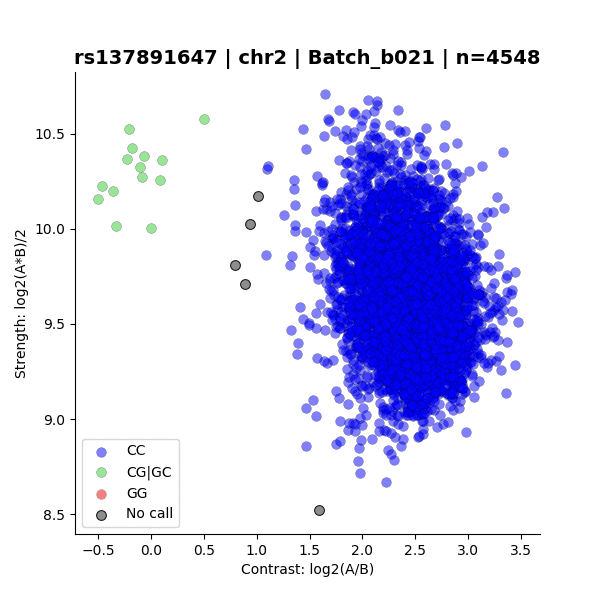 rs137891647 | chr2 | Batch_b021 | n=4548
Strength: log2(A*B)/2
10.5
10.0
9.5
9.0
8.5
CC
CG|GC
GG
No call
−0.5 0.0 0.5 1.0 1.5 2.0 2.5 3.0 3.5
Contrast: log2(A/B)